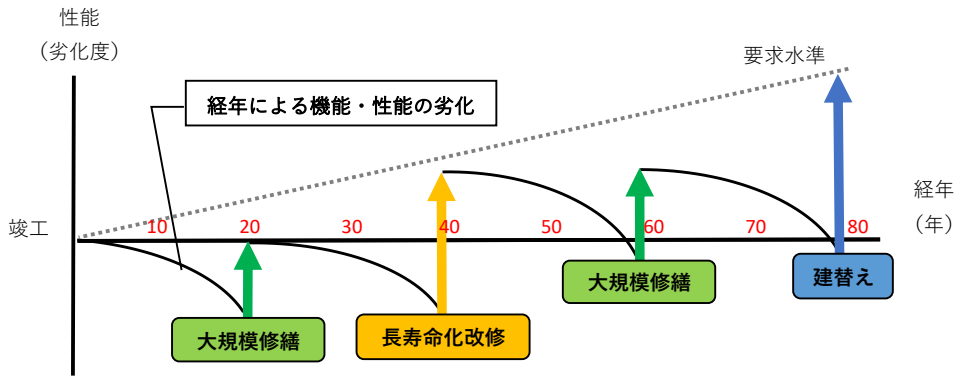 性能
（劣化度）
要求水準
経年による機能・性能の劣化
経年
（年）
竣工
10
20
30
40
50
60
70
80
大規模修繕
長寿命化改修
大規模修繕
建替え